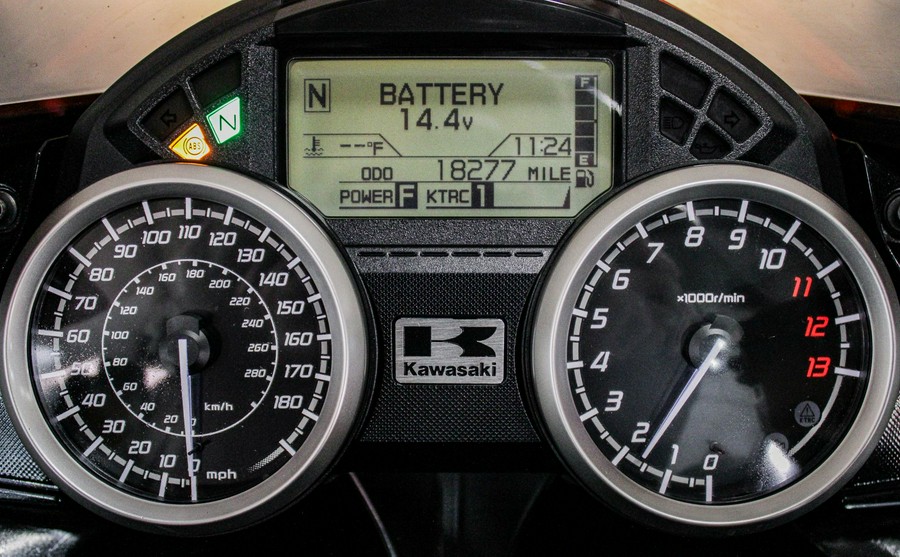 N
BATTERY
14.4v
F
--°F
11:24
ODO 18277 MILE
E
POWER F KTRC 1
N
ABS
Kawasaki
0 10 20 30 40 50 60 70 80 90 100 110 120 130 140 150 160 170 180
mph
20 40 60 80 100 120 140 160 180 200 220 240 260 280
km/h
0 1 2 3 4 5 6 7 8 9 10 11 12 13
×1000r/min
KTRC